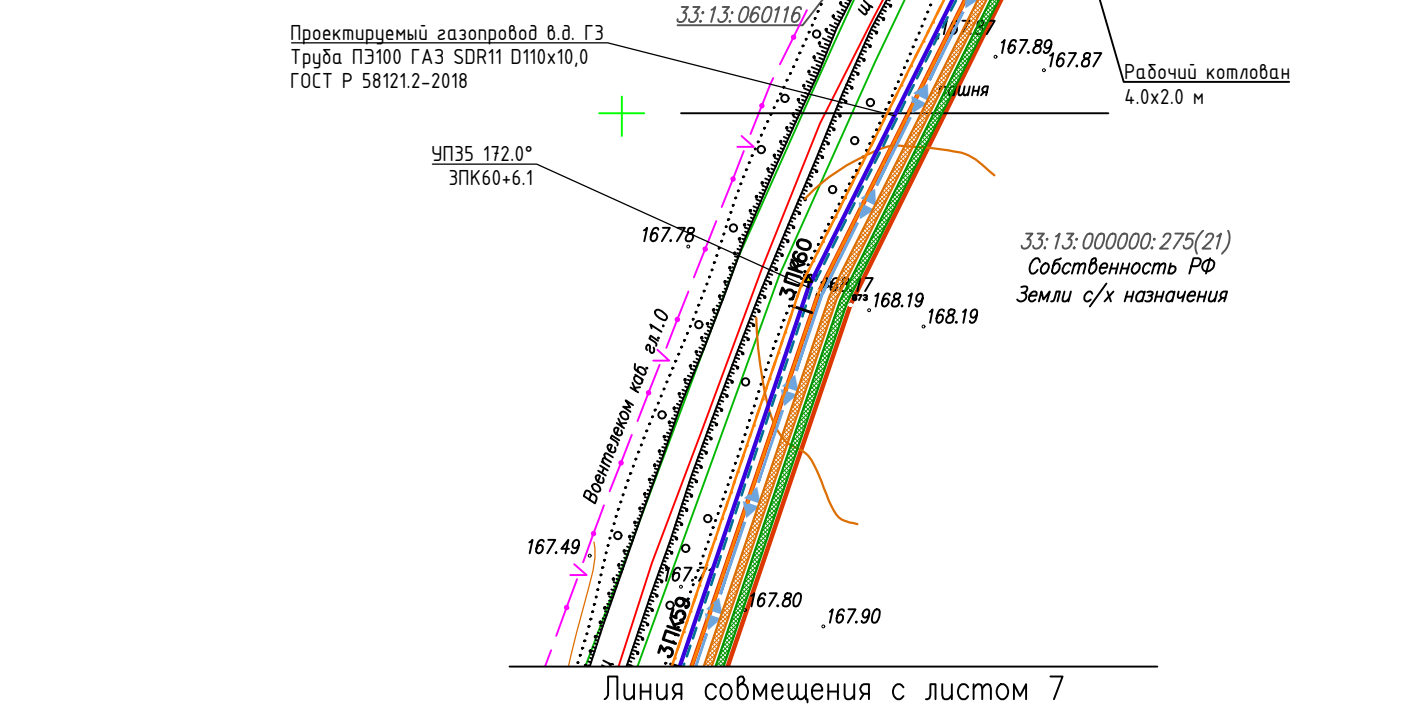 33:13:060116
Проектируемый газопровод в.д. Г3
Труба ПЭ100 ГАЗ SDR11 D110x10,0
ГОСТ Р 58121.2-2018
167.89
167.87
Рабочий котлован
4.0x2.0 м
пашня
УП35 172.0°
3ПК60+6.1
167.78
3ПК60
168.19
168.19
33:13:000000:275(21)
Собственность РФ
Земли с/х назначения
Воентелеком каб. гл.1.0
167.49
167.80
167.90
3ПК59
Линия совмещения с листом 7